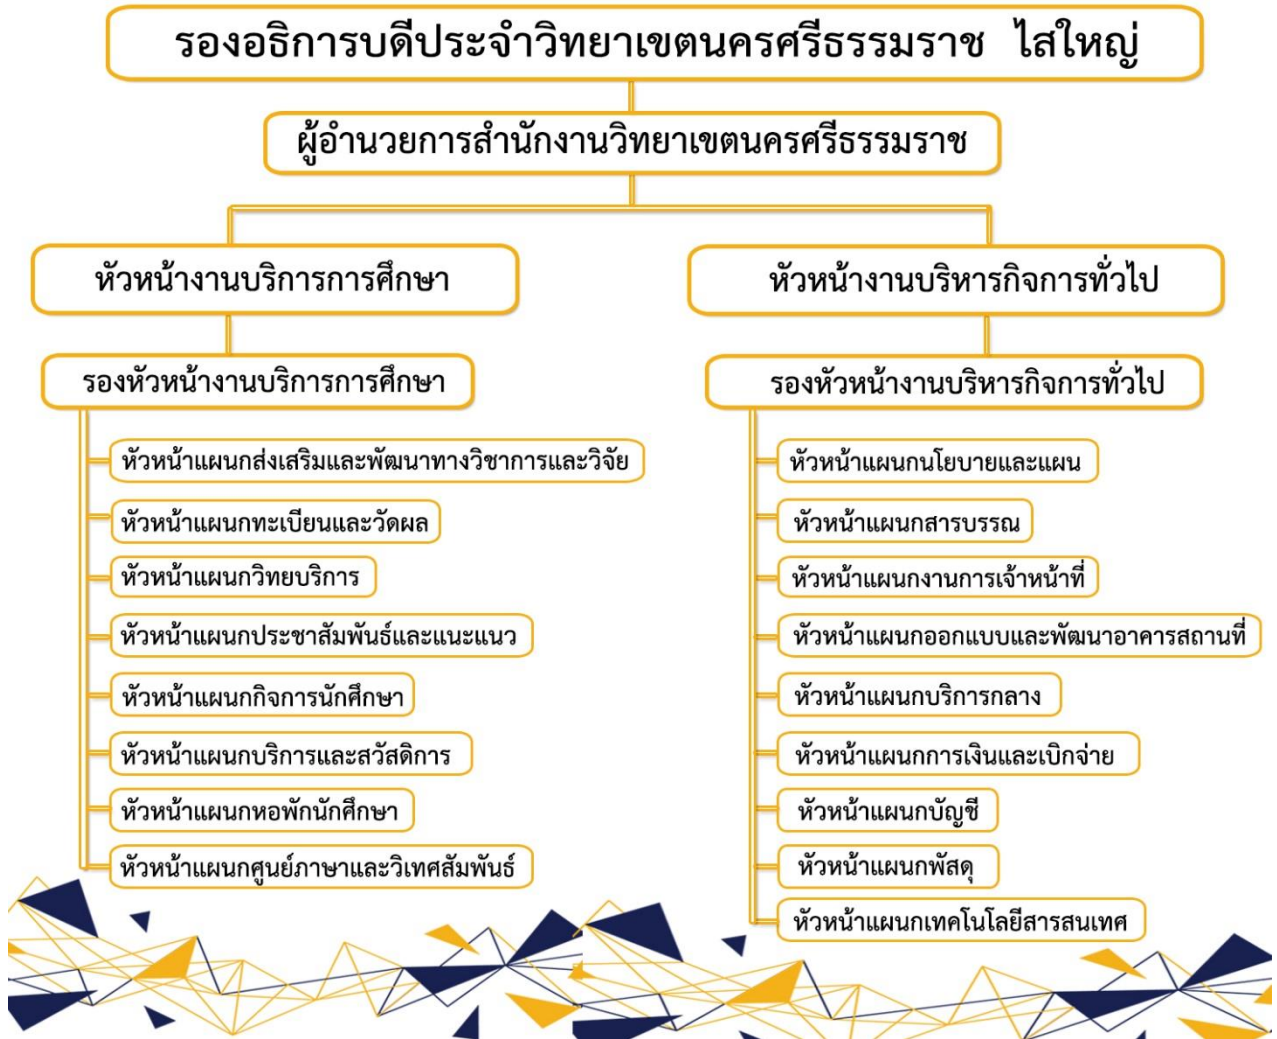 รองอธิการบดีประจำวิทยาเขตนครศรีธรรมราช ไสใหญ่
ผู้อำนวยการสำนักงานวิทยาเขตนครศรีธรรมราช
หัวหน้างานบริการการศึกษา
รองหัวหน้างานบริการการศึกษา
หัวหน้าแผนกส่งเสริมและพัฒนาทางวิชาการและวิจัย
หัวหน้าแผนกทะเบียนและวัดผล
หัวหน้าแผนกวิทยบริการ
หัวหน้าแผนกประชาสัมพันธ์และแนะแนว
หัวหน้าแผนกกิจการนักศึกษา
หัวหน้าแผนกบริการและสวัสดิการ
หัวหน้าแผนกหอพักนักศึกษา
หัวหน้าแผนกศูนย์ภาษาและวิเทศสัมพันธ์
หัวหน้างานบริหารกิจการทั่วไป
รองหัวหน้างานบริหารกิจการทั่วไป
หัวหน้าแผนกนโยบายและแผน
หัวหน้าแผนกสารบรรณ
หัวหน้าแผนกงานการเจ้าหน้าที่
หัวหน้าแผนกออกแบบและพัฒนาอาคารสถานที่
หัวหน้าแผนกบริการกลาง
หัวหน้าแผนกการเงินและเบิกจ่าย
หัวหน้าแผนกบัญชี
หัวหน้าแผนกพัสดุ
หัวหน้าแผนกเทคโนโลยีสารสนเทศ